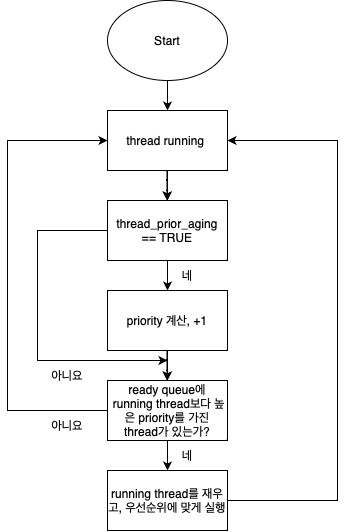 Start
thread running
thread_prior_aging
== TRUE
네
priority 계산, +1
아니요
ready queue에
running thread보다 높
은 priority를 가진
thread가 있는가?
아니요
네
running thread를 재우
고, 우선순위에 맞게 실행